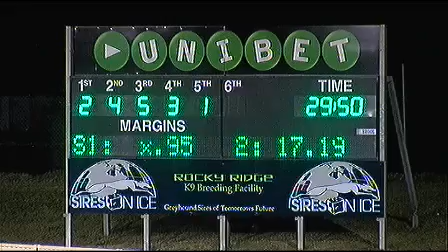 UNIBET
1ST 2ND 3RD 4TH 5TH 6TH TIME
2 4 5 3 1 29:50
MARGINS
S1: x.95 2: 17.19
ROCKY RIDGE
K9 Breeding Facility
SIRES ON ICE SIRES ON ICE
Greyhound Sires of Tomorrows Future